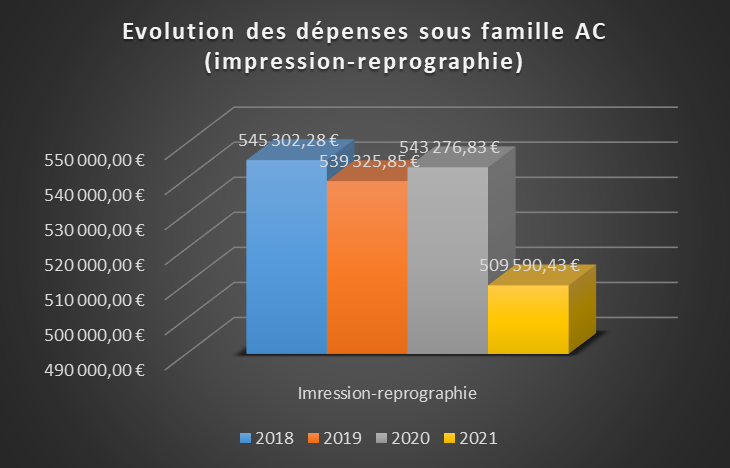 Evolution des dépenses sous famille AC
(impression-reprographie)
545 302,28 €
539 325,85 €
543 276,83 €
509 590,43 €
550 000,00 €
540 000,00 €
530 000,00 €
520 000,00 €
510 000,00 €
500 000,00 €
490 000,00 €
Imression-reprographie
2018 2019 2020 2021